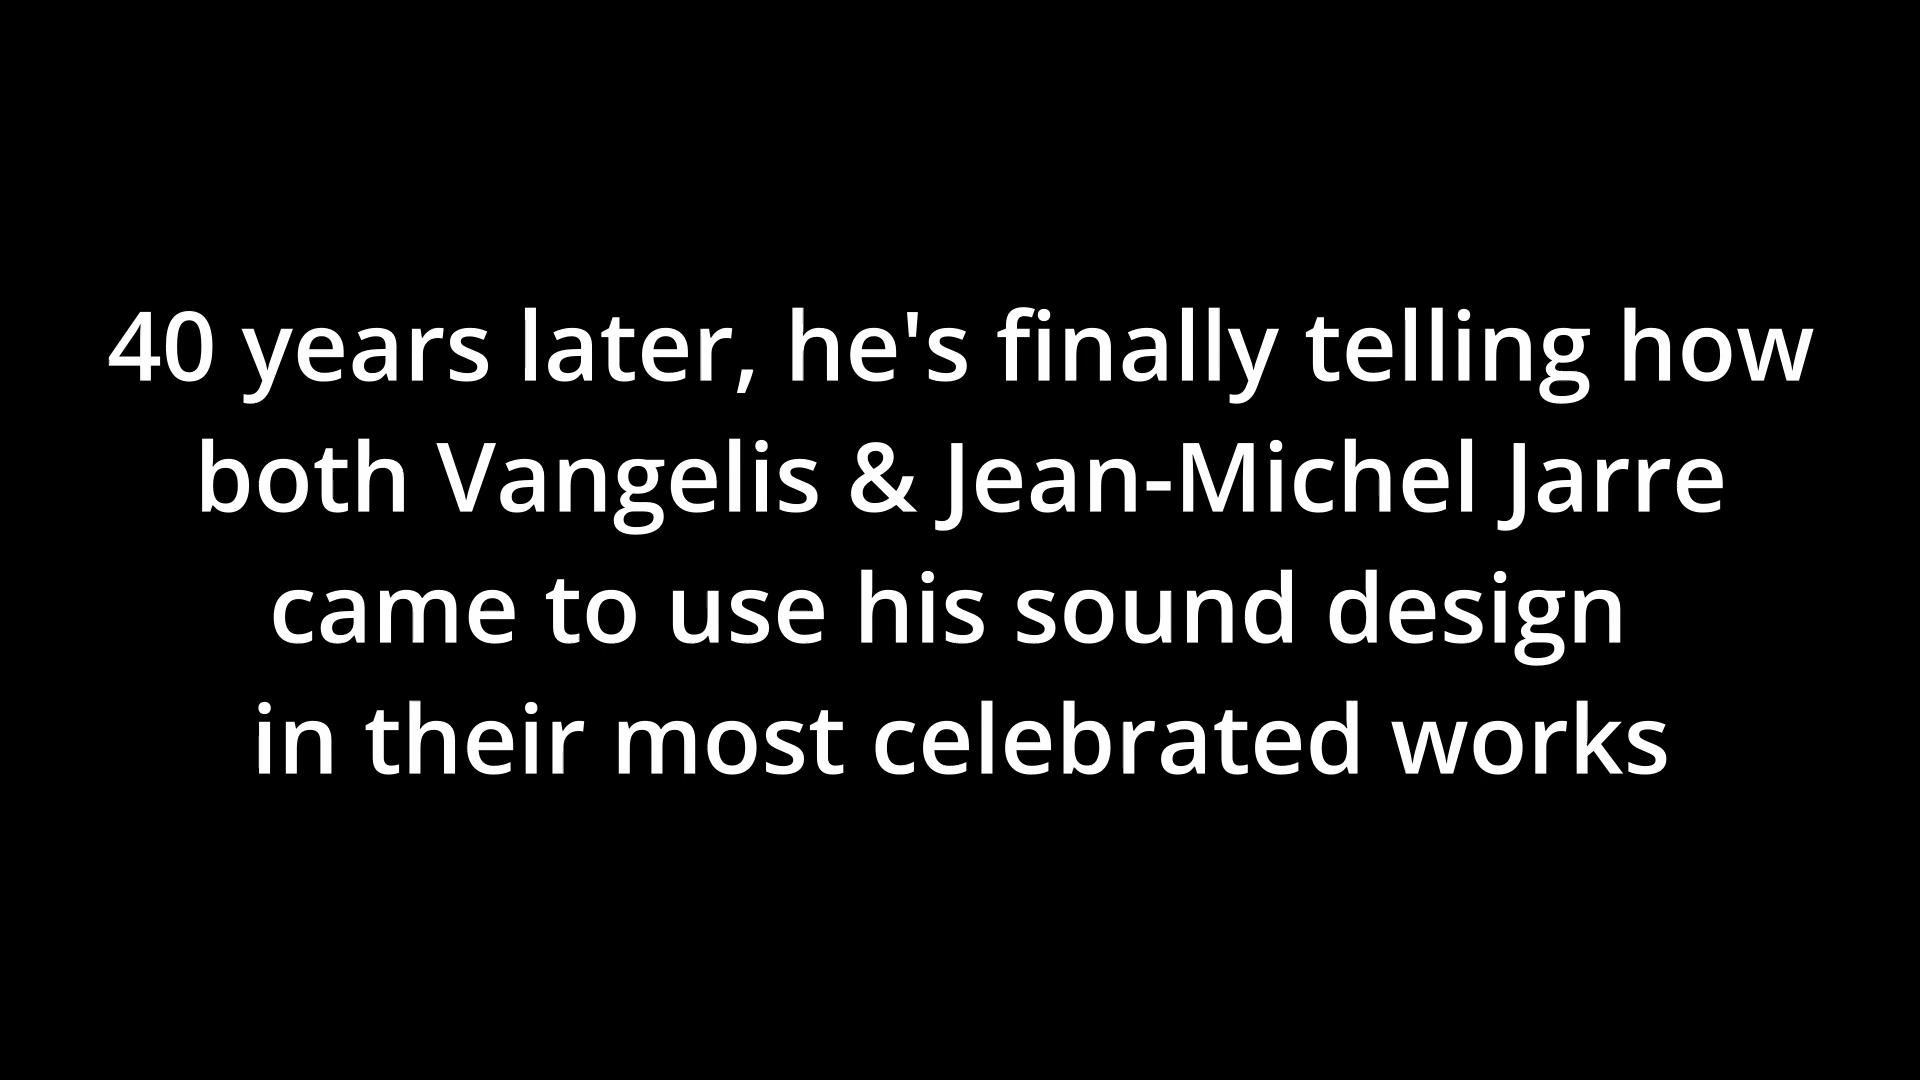 40 years later, he's finally telling how
both Vangelis & Jean-Michel Jarre
came to use his sound design
in their most celebrated works